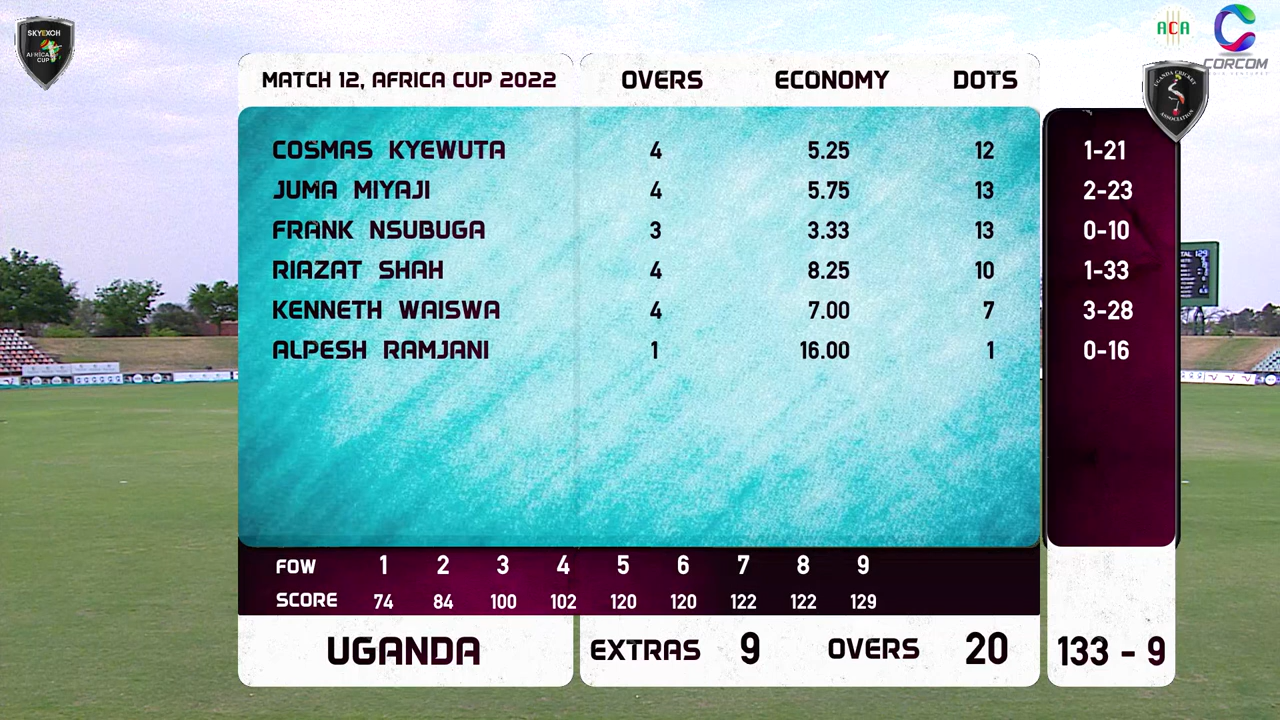 SKYEXCH
AFRICA
CUP
ACA
CORCOM
UGANDA CRICKET
ASSOCIATION
MATCH 12, AFRICA CUP 2022 OVERS ECONOMY DOTS
COSMAS KYEWUTA 4 5.25 12 1-21
JUMA MIYAJI 4 5.75 13 2-23
FRANK NSUBUGA 3 3.33 13 0-10
RIAZAT SHAH 4 8.25 10 1-33
KENNETH WAISWA 4 7.00 7 3-28
ALPESH RAMJANI 1 16.00 1 0-16
FOW 1 2 3 4 5 6 7 8 9
SCORE 74 84 100 102 120 120 122 122 129
UGANDA EXTRAS 9 OVERS 20 133 - 9